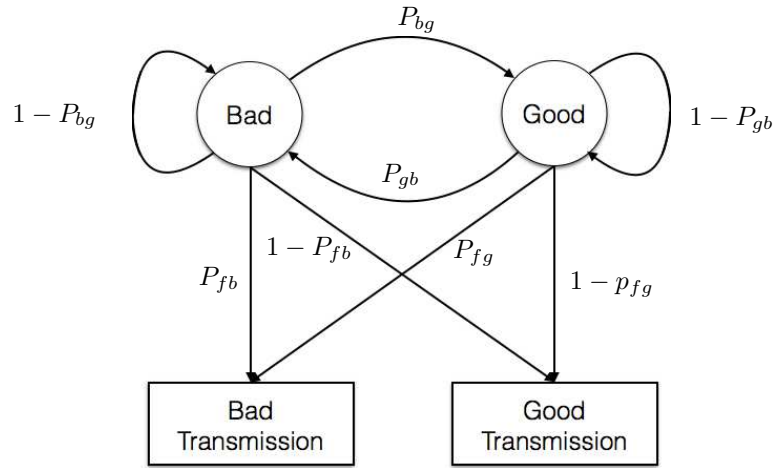 P_{bg}
1 − P_{bg}
Bad
Good
1 − P_{gb}
P_{gb}
1 − P_{fb}
P_{fg}
P_{fb}
1 − p_{fg}
Bad
Transmission
Good
Transmission